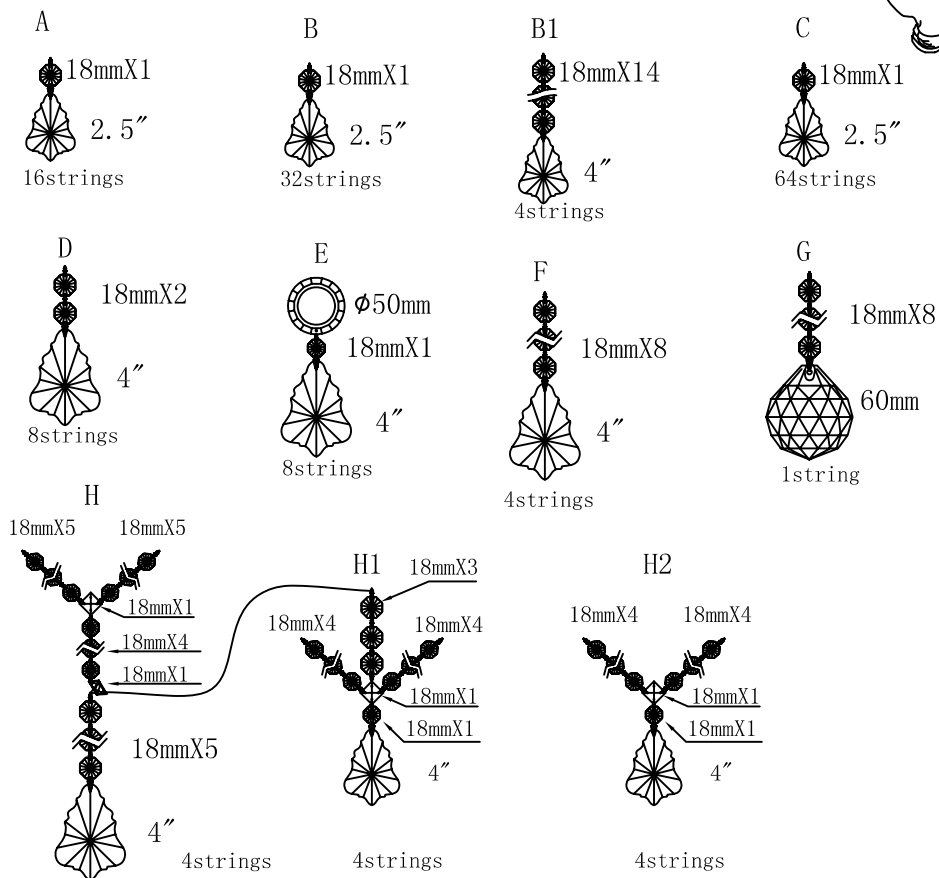 A
18mmX1
2.5″
16strings
B
18mmX1
2.5″
32strings
B1
18mmX14
4″
4strings
C
18mmX1
2.5″
64strings
D
18mmX2
4″
8strings
E
ϕ50mm
18mmX1
4″
8strings
F
18mmX8
4″
4strings
G
18mmX8
60mm
1string
H
18mmX5 18mmX5
18mmX1
18mmX4
18mmX1
18mmX5
4″
4strings
H1
18mmX3
18mmX4 18mmX4
18mmX1
18mmX1
4″
4strings
H2
18mmX4 18mmX4
18mmX1
18mmX1
4″
4strings